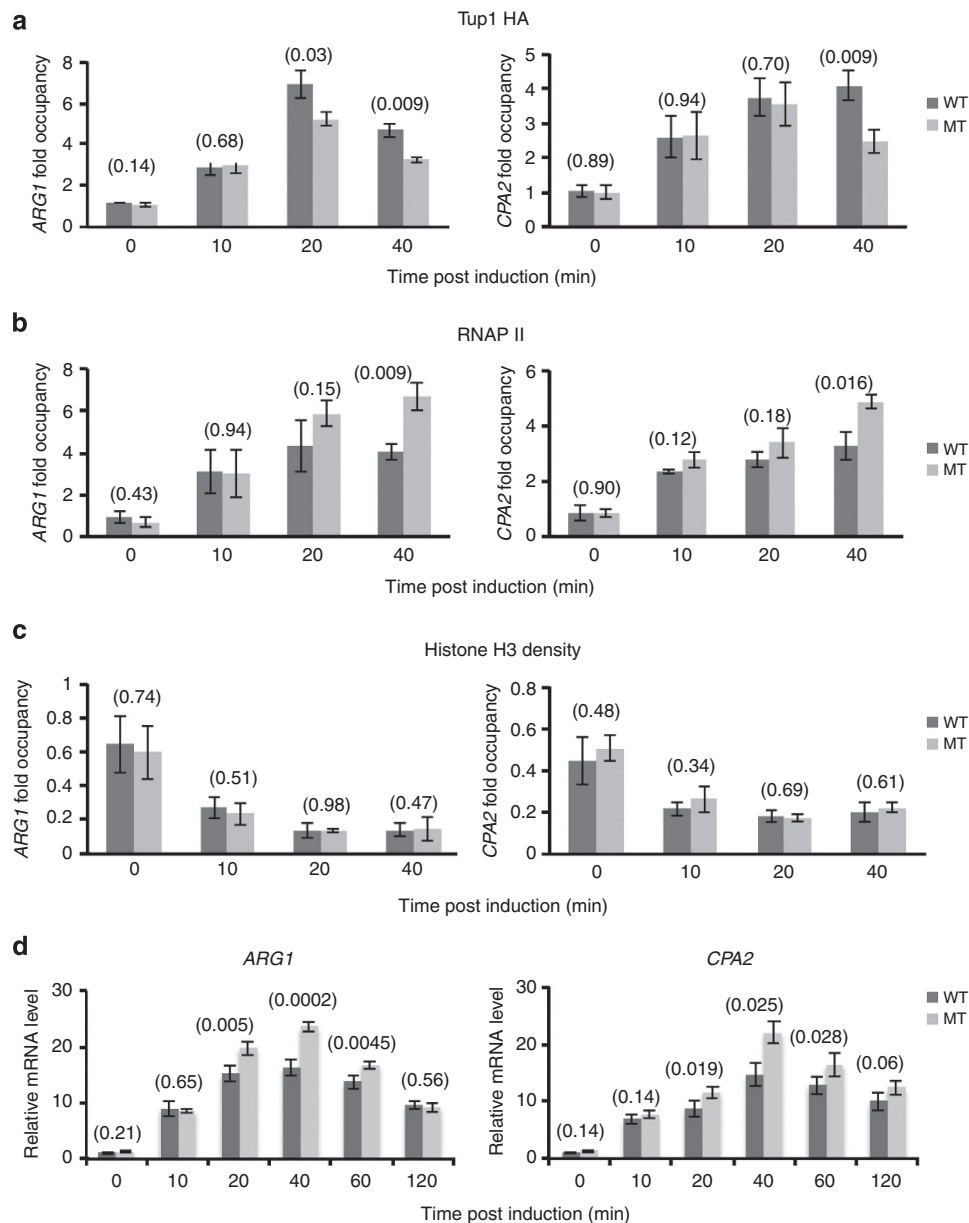 a
Tup1 HA
ARG1 fold occupancy
8
6
4
2
0
(0.14)
(0.68)
(0.03)
(0.009)
0 10 20 40
CPA2 fold occupancy
5
4
3
2
1
0
(0.89)
(0.94)
(0.70)
(0.009)
0 10 20 40
WT
MT
Time post induction (min)
b
RNAP II
ARG1 fold occupancy
8
6
4
2
0
(0.43)
(0.94)
(0.15)
(0.009)
0 10 20 40
CPA2 fold occupancy
6
4
2
0
(0.90)
(0.12)
(0.18)
(0.016)
0 10 20 40
WT
MT
Time post induction (min)
c
Histone H3 density
ARG1 fold occupancy
1
0.8
0.6
0.4
0.2
0
(0.74)
(0.51)
(0.98)
(0.47)
0 10 20 40
CPA2 fold occupancy
0.8
0.6
0.4
0.2
0
(0.48)
(0.34)
(0.69)
(0.61)
0 10 20 40
WT
MT
Time post induction (min)
d
ARG1
Relative mRNA level
30
20
10
0
(0.21)
(0.65)
(0.005)
(0.0002)
(0.0045)
(0.56)
0 10 20 40 60 120
CPA2
Relative mRNA level
30
20
10
0
(0.14)
(0.14)
(0.019)
(0.025)
(0.028)
(0.06)
0 10 20 40 60 120
WT
MT
Time post induction (min)